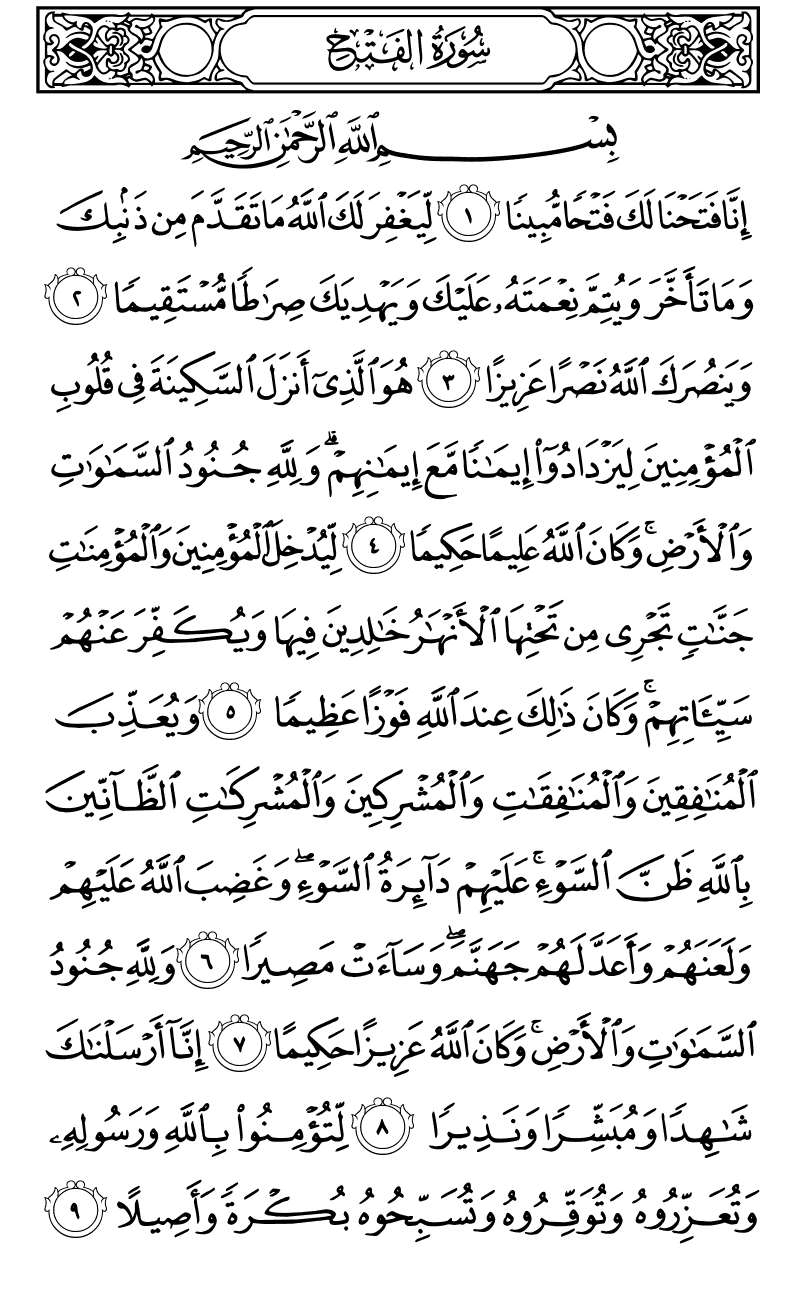 سُورَةُ الفَتْحِ
بِسْمِ ٱللَّهِ ٱلرَّحْمَٰنِ ٱلرَّحِيمِ
إِنَّا فَتَحْنَا لَكَ فَتْحًا مُّبِينًا ١ لِّيَغْفِرَ لَكَ ٱللَّهُ مَا تَقَدَّمَ مِن ذَنۢبِكَ
وَمَا تَأَخَّرَ وَيُتِمَّ نِعْمَتَهُۥ عَلَيْكَ وَيَهْدِيَكَ صِرَٰطًا مُّسْتَقِيمًا ٢
وَيَنصُرَكَ ٱللَّهُ نَصْرًا عَزِيزًا ٣ هُوَ ٱلَّذِىٓ أَنزَلَ ٱلسَّكِينَةَ فِى قُلُوبِ
ٱلْمُؤْمِنِينَ لِيَزْدَادُوٓا۟ إِيمَٰنًا مَّعَ إِيمَٰنِهِمْ ۗ وَلِلَّهِ جُنُودُ ٱلسَّمَٰوَٰتِ
وَٱلْأَرْضِ ۚ وَكَانَ ٱللَّهُ عَلِيمًا حَكِيمًا ٤ لِّيُدْخِلَ ٱلْمُؤْمِنِينَ وَٱلْمُؤْمِنَٰتِ
جَنَّٰتٍ تَجْرِى مِن تَحْتِهَا ٱلْأَنْهَٰرُ خَٰلِدِينَ فِيهَا وَيُكَفِّرَ عَنْهُمْ
سَيِّـَٔاتِهِمْ ۚ وَكَانَ ذَٰلِكَ عِندَ ٱللَّهِ فَوْزًا عَظِيمًا ٥ وَيُعَذِّبَ
ٱلْمُنَٰفِقِينَ وَٱلْمُنَٰفِقَٰتِ وَٱلْمُشْرِكِينَ وَٱلْمُشْرِكَٰتِ ٱلظَّآنِّينَ
بِٱللَّهِ ظَنَّ ٱلسَّوْءِ ۚ عَلَيْهِمْ دَآئِرَةُ ٱلسَّوْءِ ۖ وَغَضِبَ ٱللَّهُ عَلَيْهِمْ
وَلَعَنَهُمْ وَأَعَدَّ لَهُمْ جَهَنَّمَ ۖ وَسَآءَتْ مَصِيرًا ٦ وَلِلَّهِ جُنُودُ
ٱلسَّمَٰوَٰتِ وَٱلْأَرْضِ ۚ وَكَانَ ٱللَّهُ عَزِيزًا حَكِيمًا ٧ إِنَّآ أَرْسَلْنَٰكَ
شَٰهِدًا وَمُبَشِّرًا وَنَذِيرًا ٨ لِّتُؤْمِنُوا۟ بِٱللَّهِ وَرَسُولِهِۦ
وَتُعَزِّرُوهُ وَتُوَقِّرُوهُ وَتُسَبِّحُوهُ بُكْرَةً وَأَصِيلًا ٩